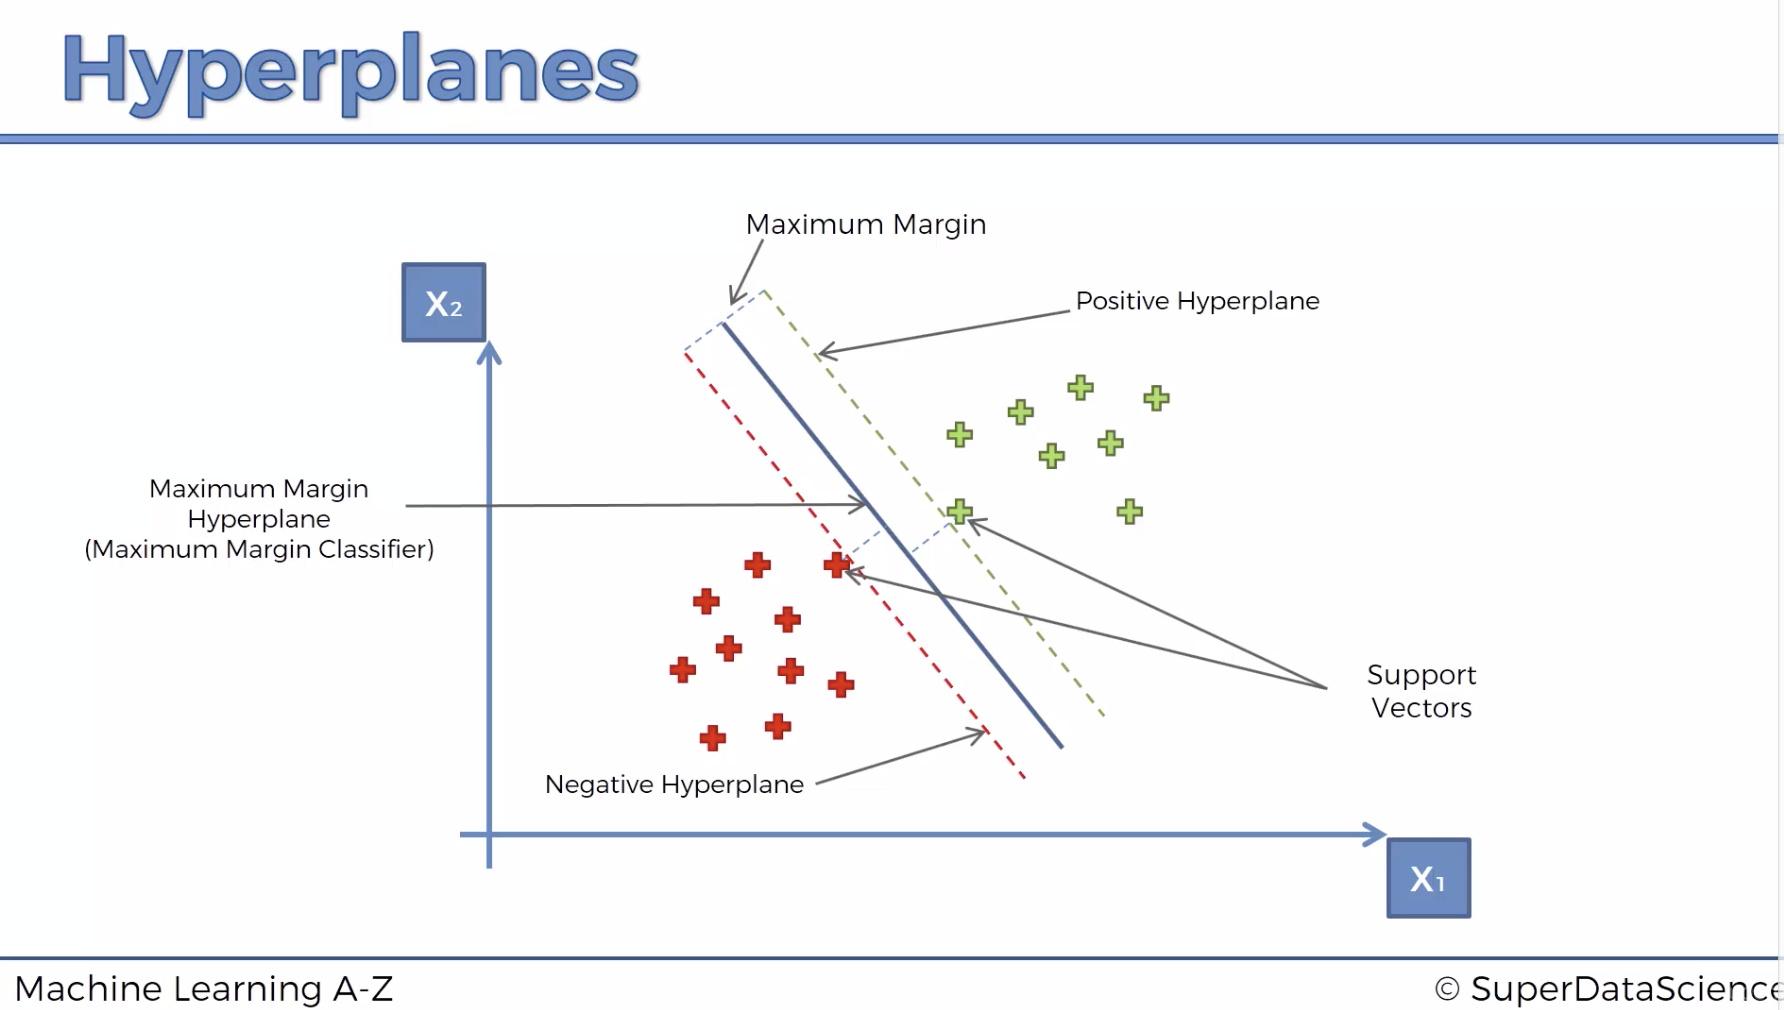 Hyperplanes
Maximum Margin
X₂
Positive Hyperplane
Maximum Margin
Hyperplane
(Maximum Margin Classifier)
Support
Vectors
Negative Hyperplane
X₁
Machine Learning A-Z
© SuperDataScience